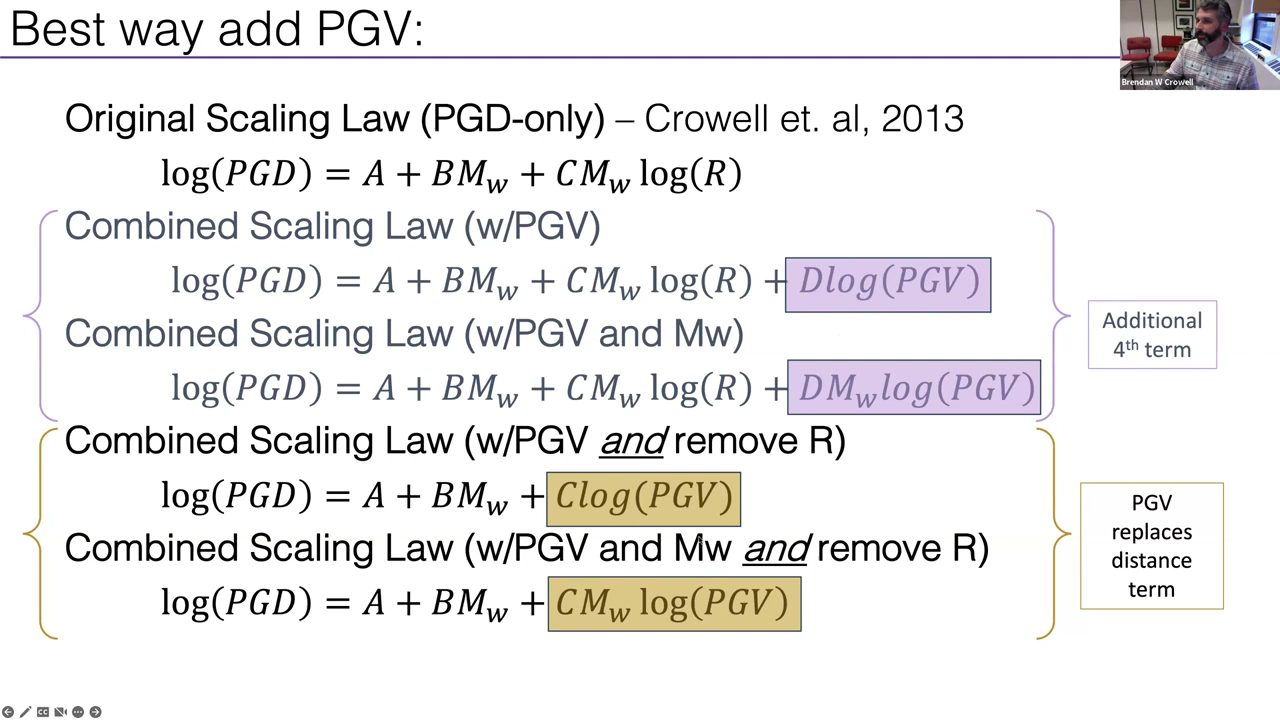 Best way add PGV:
Brendan W Crowell
Original Scaling Law (PGD-only) – Crowell et. al, 2013
log(PGD) = A + BM_w + CM_w log(R)
Combined Scaling Law (w/PGV)
log(PGD) = A + BM_w + CM_w log(R) + Dlog(PGV)
Combined Scaling Law (w/PGV and Mw)
log(PGD) = A + BM_w + CM_w log(R) + DM_wlog(PGV)
Additional
4th term
Combined Scaling Law (w/PGV and remove R)
log(PGD) = A + BM_w + Clog(PGV)
Combined Scaling Law (w/PGV and Mw and remove R)
log(PGD) = A + BM_w + CM_w log(PGV)
PGV
replaces
distance
term
CC